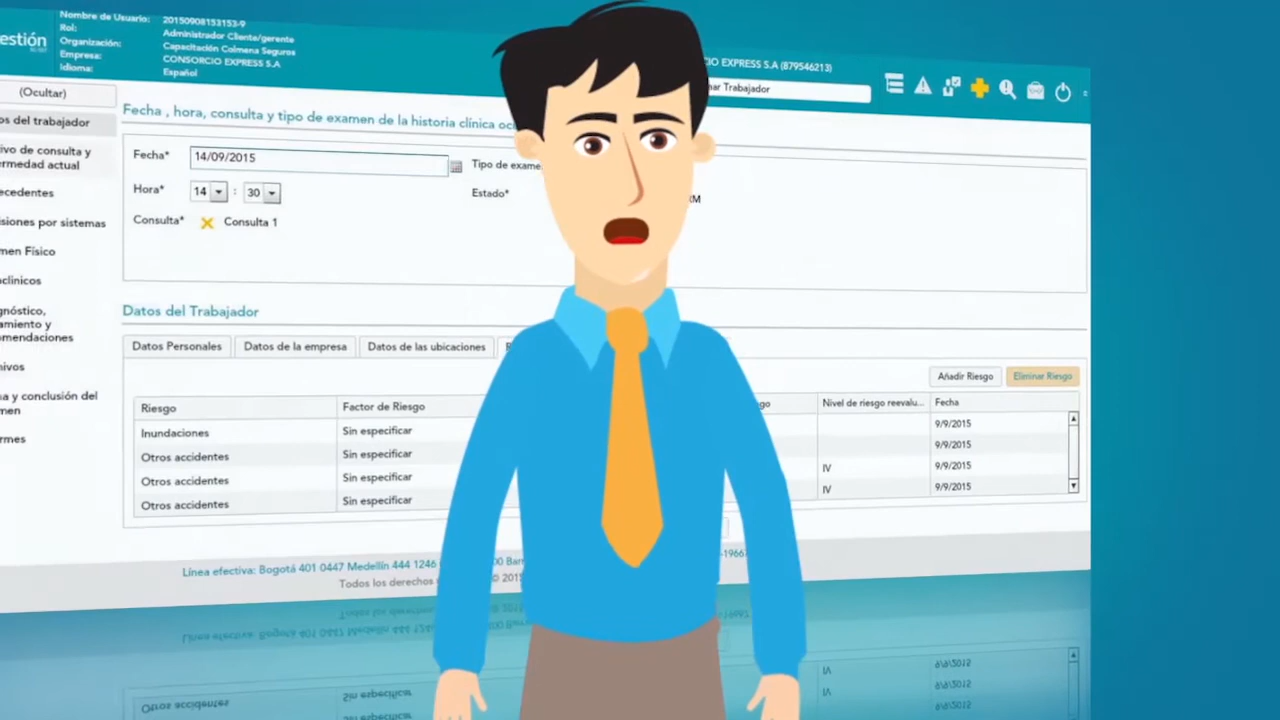 estión
Nombre de Usuario: 20150908153153-9
Rol: Administrador Cliente/gerente
Organización: Capacitación Colmena Seguros
Empresa: CONSORCIO EXPRESS S.A
Idioma: Español
CIO EXPRESS S.A (879546213)
ar Trabajador
(Ocultar)
os del trabajador
ivo de consulta y
ermedad actual
ecedentes
isiones por sistemas
men Físico
clínicos
gnóstico,
amiento y
omendaciones
ivos
a y conclusión del
men
rmes
Fecha , hora, consulta y tipo de examen de la historia clínica oc
Fecha* 14/09/2015 Tipo de exame
Hora* 14 : 30 Estado* RM
Consulta* Consulta 1
Datos del Trabajador
Datos Personales Datos de la empresa Datos de las ubicaciones
Añadir Riesgo Eliminar Riesgo
Riesgo Factor de Riesgo go Nivel de riesgo reevalu... Fecha
Inundaciones Sin especificar 9/9/2015
Otros accidentes Sin especificar 9/9/2015
Otros accidentes Sin especificar IV 9/9/2015
Otros accidentes Sin especificar IV 9/9/2015
Línea efectiva: Bogotá 401 0447 Medellín 444 1246 00 Barr
Todos los derechos © 2015